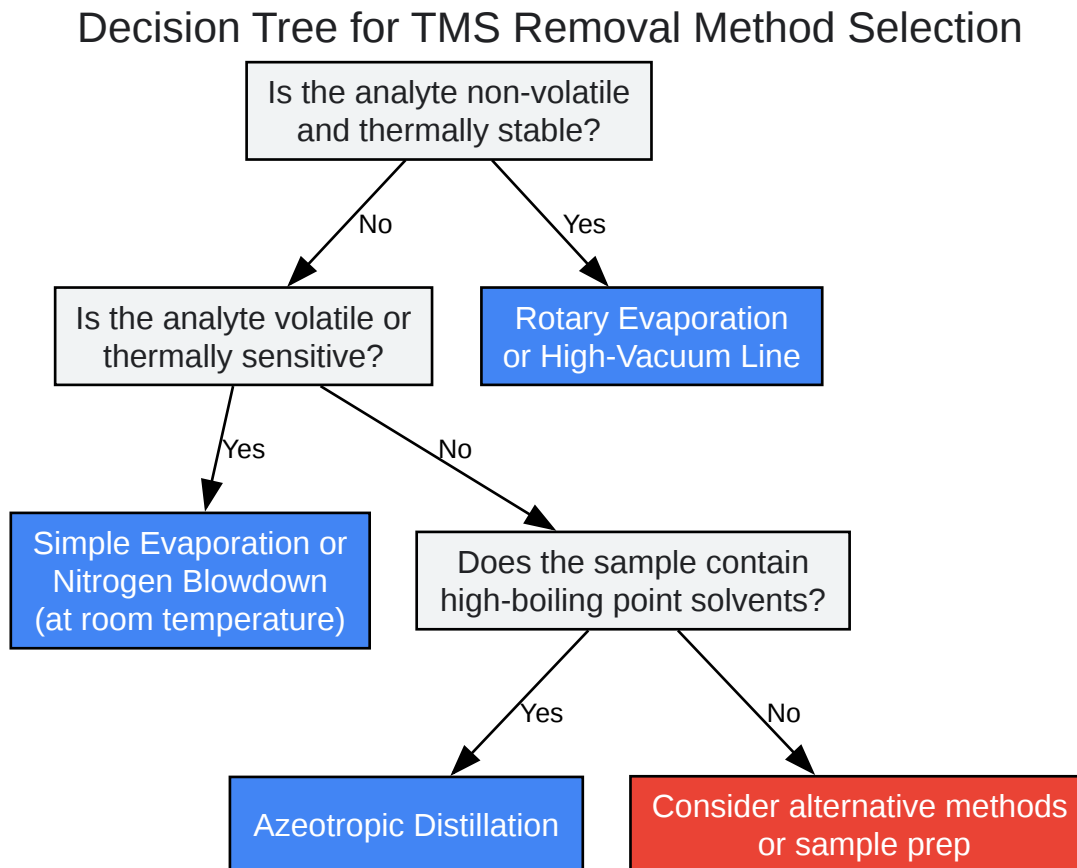 Decision Tree for TMS Removal Method Selection
Is the analyte non-volatile
and thermally stable?
No
Yes
Is the analyte volatile or
thermally sensitive?
Rotary Evaporation
or High-Vacuum Line
Yes
No
Simple Evaporation or
Nitrogen Blowdown
(at room temperature)
Does the sample contain
high-boiling point solvents?
Yes
No
Azeotropic Distillation
Consider alternative methods
or sample prep